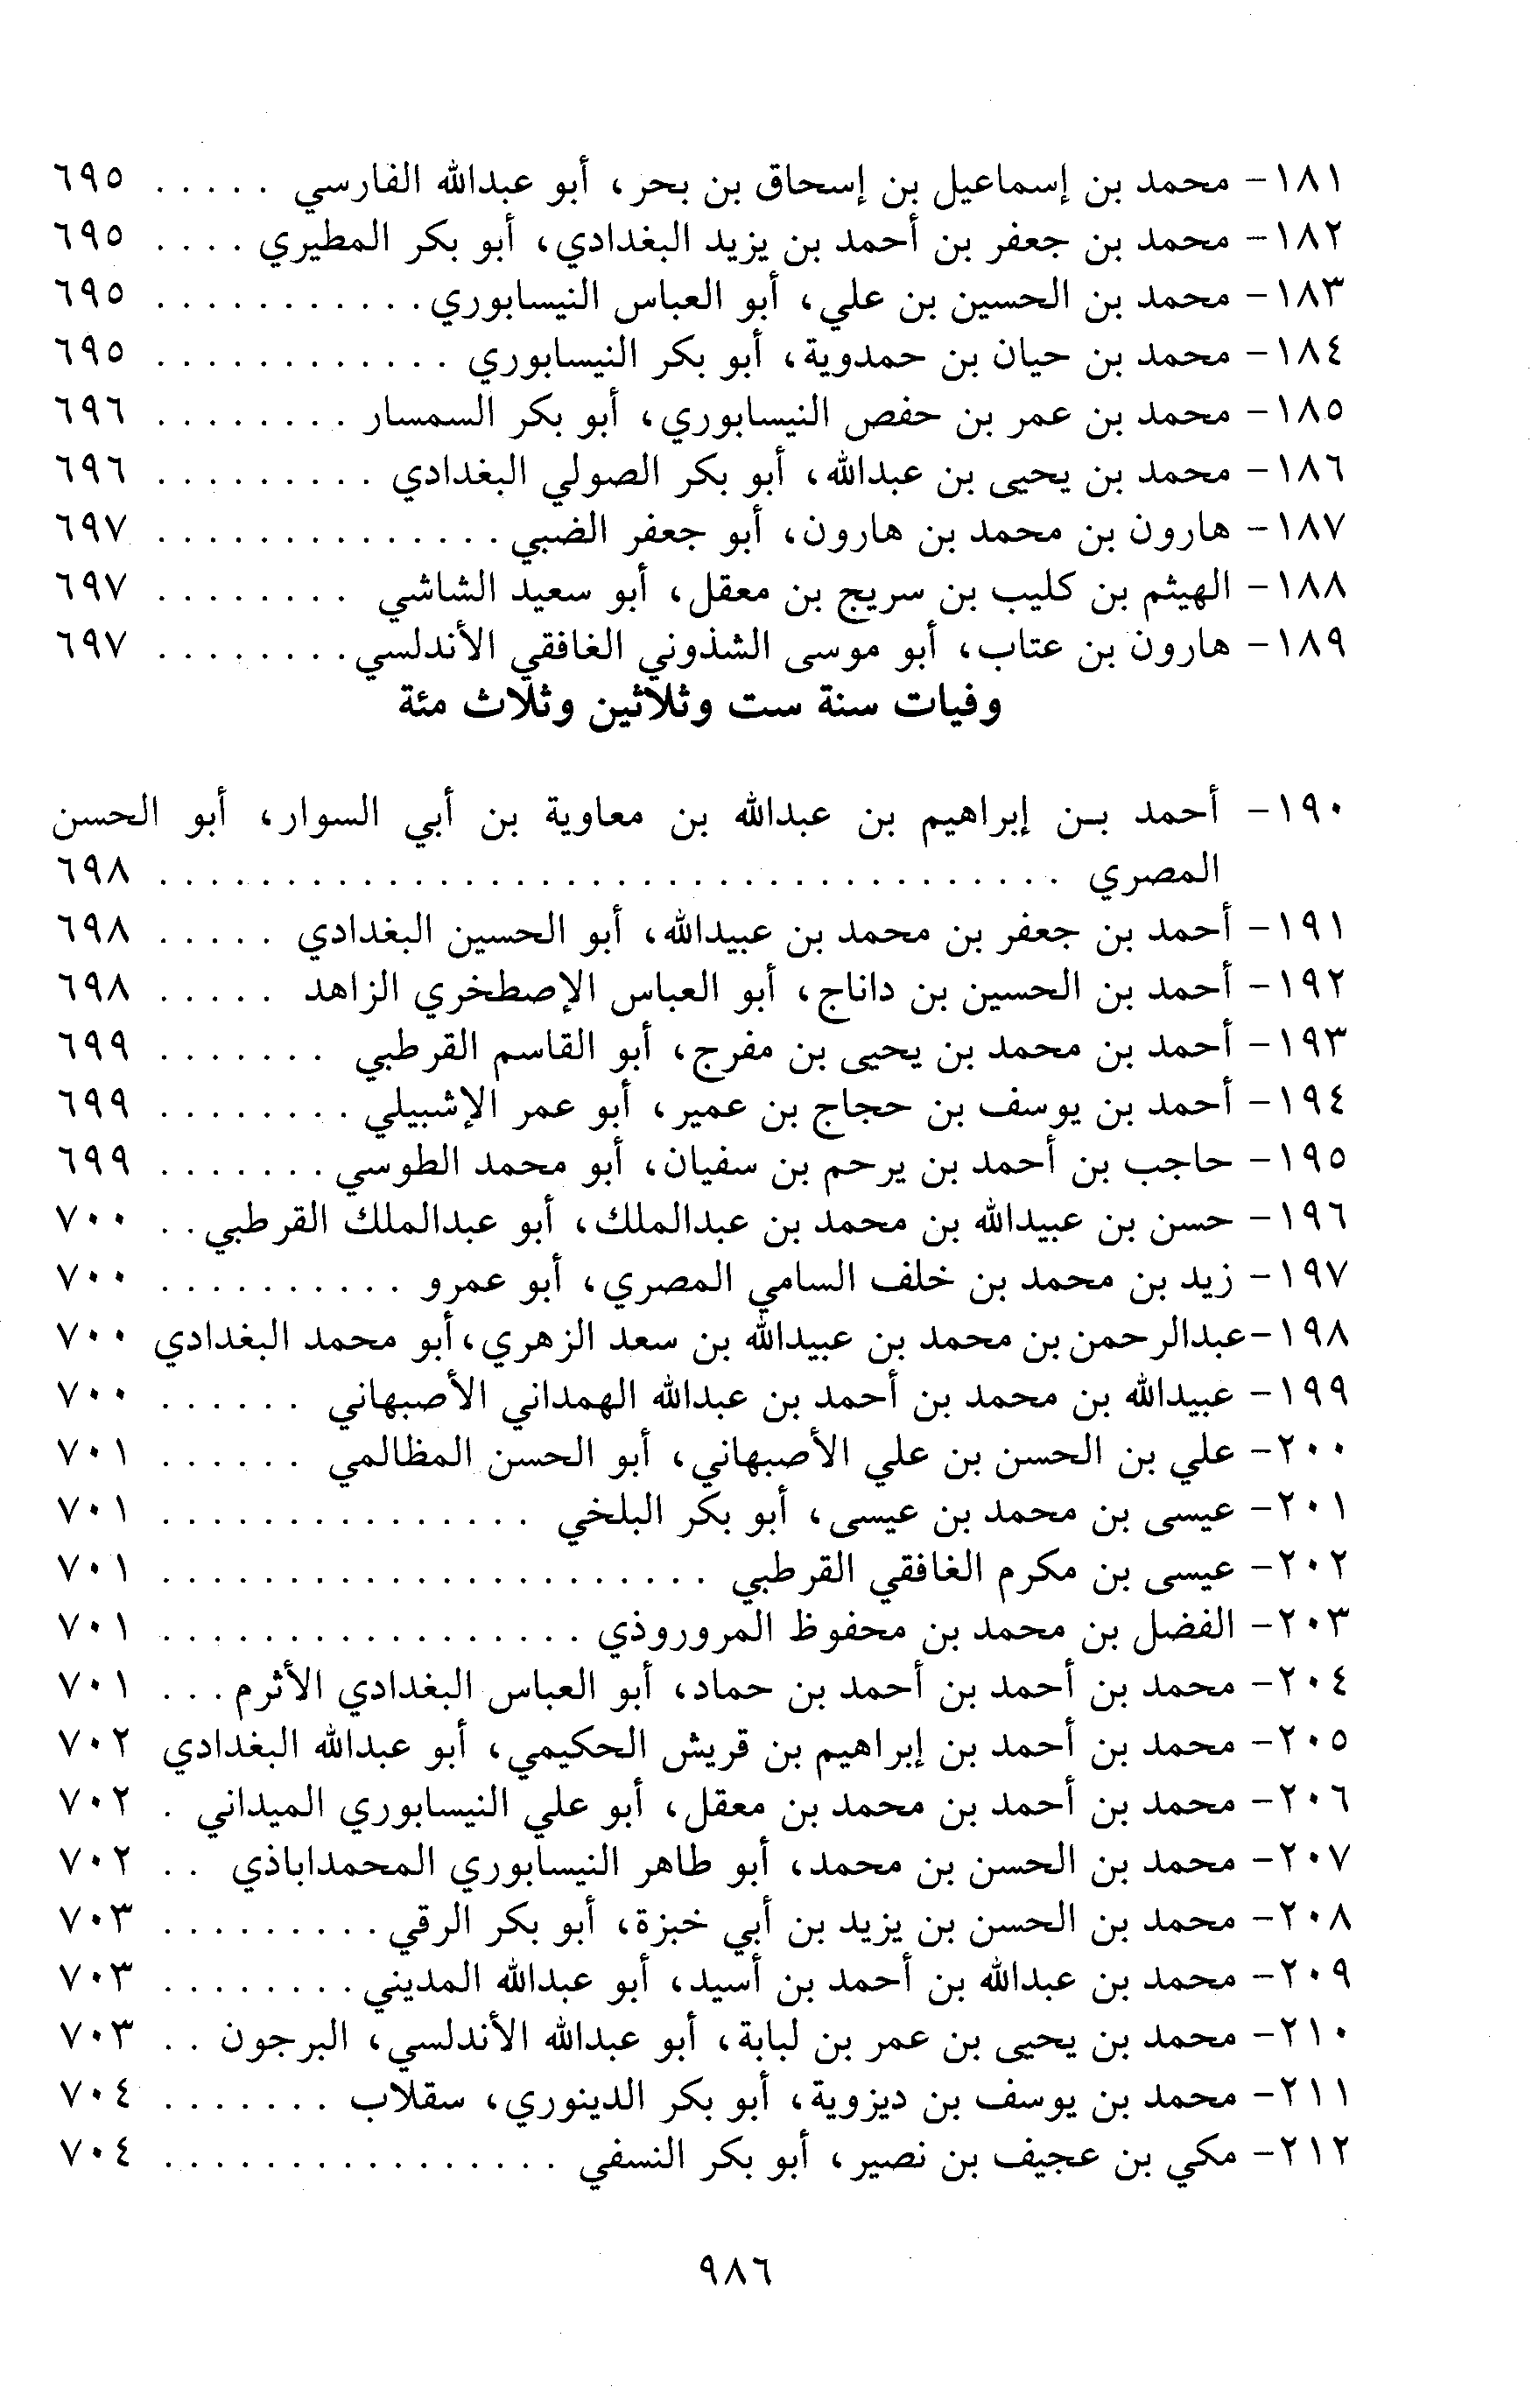 ١٨١- محمد بن إسماعيل بن إسحاق بن بحر، أبو عبدالله الفارسي . . . . . ٦٩٥
١٨٢- محمد بن جعفر بن أحمد بن يزيد البغدادي، أبو بكر المطيري . . . . ٦٩٥
١٨٣- محمد بن الحسين بن علي، أبو العباس النيسابوري . . . . . . . . . . . ٦٩٥
١٨٤- محمد بن حيان بن حمدوية، أبو بكر النيسابوري . . . . . . . . . . . . ٦٩٥
١٨٥- محمد بن عمر بن حفص النيسابوري، أبو بكر السمسار . . . . . . . . ٦٩٦
١٨٦- محمد بن يحيى بن عبدالله، أبو بكر الصولي البغدادي . . . . . . . . . ٦٩٦
١٨٧- هارون بن محمد بن هارون، أبو جعفر الضبي . . . . . . . . . . . . . . ٦٩٧
١٨٨- الهيثم بن كليب بن سريج بن معقل، أبو سعيد الشاشي . . . . . . . . ٦٩٧
١٨٩- هارون بن عتاب، أبو موسى الشذوني الغافقي الأندلسي . . . . . . . . ٦٩٧
وفيات سنة ست وثلاثين وثلاث مئة
١٩٠- أحمد بن إبراهيم بن عبدالله بن معاوية بن أبي السوار، أبو الحسن
المصري . . . . . . . . . . . . . . . . . . . . . . . . . . . . . . . . . . . . ٦٩٨
١٩١- أحمد بن جعفر بن محمد بن عبيدالله، أبو الحسين البغدادي . . . . . ٦٩٨
١٩٢- أحمد بن الحسين بن داناج، أبو العباس الإصطخري الزاهد . . . . . ٦٩٨
١٩٣- أحمد بن محمد بن يحيى بن مفرج، أبو القاسم القرطبي . . . . . . . ٦٩٩
١٩٤- أحمد بن يوسف بن حجاج بن عمير، أبو عمر الإشبيلي . . . . . . . . ٦٩٩
١٩٥- حاجب بن أحمد بن يرحم بن سفيان، أبو محمد الطوسي . . . . . . . ٦٩٩
١٩٦- حسن بن عبيدالله بن محمد بن عبدالملك، أبو عبدالملك القرطبي . . ٧٠٠
١٩٧- زيد بن محمد بن خلف السامي المصري، أبو عمرو . . . . . . . . . . ٧٠٠
١٩٨- عبدالرحمن بن محمد بن عبيدالله بن سعد الزهري، أبو محمد البغدادي ٧٠٠
١٩٩- عبيدالله بن محمد بن أحمد بن عبدالله الهمداني الأصبهاني . . . . . . ٧٠٠
٢٠٠- علي بن الحسن بن علي الأصبهاني، أبو الحسن المظالمي . . . . . . ٧٠١
٢٠١- عيسى بن محمد بن عيسى، أبو بكر البلخي . . . . . . . . . . . . . . . ٧٠١
٢٠٢- عيسى بن مكرم الغافقي القرطبي . . . . . . . . . . . . . . . . . . . . . . ٧٠١
٢٠٣- الفضل بن محمد بن محفوظ المروروذي . . . . . . . . . . . . . . . . . ٧٠١
٢٠٤- محمد بن أحمد بن أحمد بن حماد، أبو العباس البغدادي الأثرم . . . ٧٠١
٢٠٥- محمد بن أحمد بن إبراهيم بن قريش الحكيمي، أبو عبدالله البغدادي ٧٠٢
٢٠٦- محمد بن أحمد بن محمد بن معقل، أبو علي النيسابوري الميداني . ٧٠٢
٢٠٧- محمد بن الحسن بن محمد، أبو طاهر النيسابوري المحمداباذي . . ٧٠٢
٢٠٨- محمد بن الحسن بن يزيد بن أبي خبزة، أبو بكر الرقي . . . . . . . . . ٧٠٣
٢٠٩- محمد بن عبدالله بن أحمد بن أسيد، أبو عبدالله المديني . . . . . . . . ٧٠٣
٢١٠- محمد بن يحيى بن عمر بن لبابة، أبو عبدالله الأندلسي، البرجون . . ٧٠٣
٢١١- محمد بن يوسف بن ديزوية، أبو بكر الدينوري، سقلاب . . . . . . . ٧٠٤
٢١٢- مكي بن عجيف بن نصير، أبو بكر النسفي . . . . . . . . . . . . . . . . ٧٠٤
٩٨٦